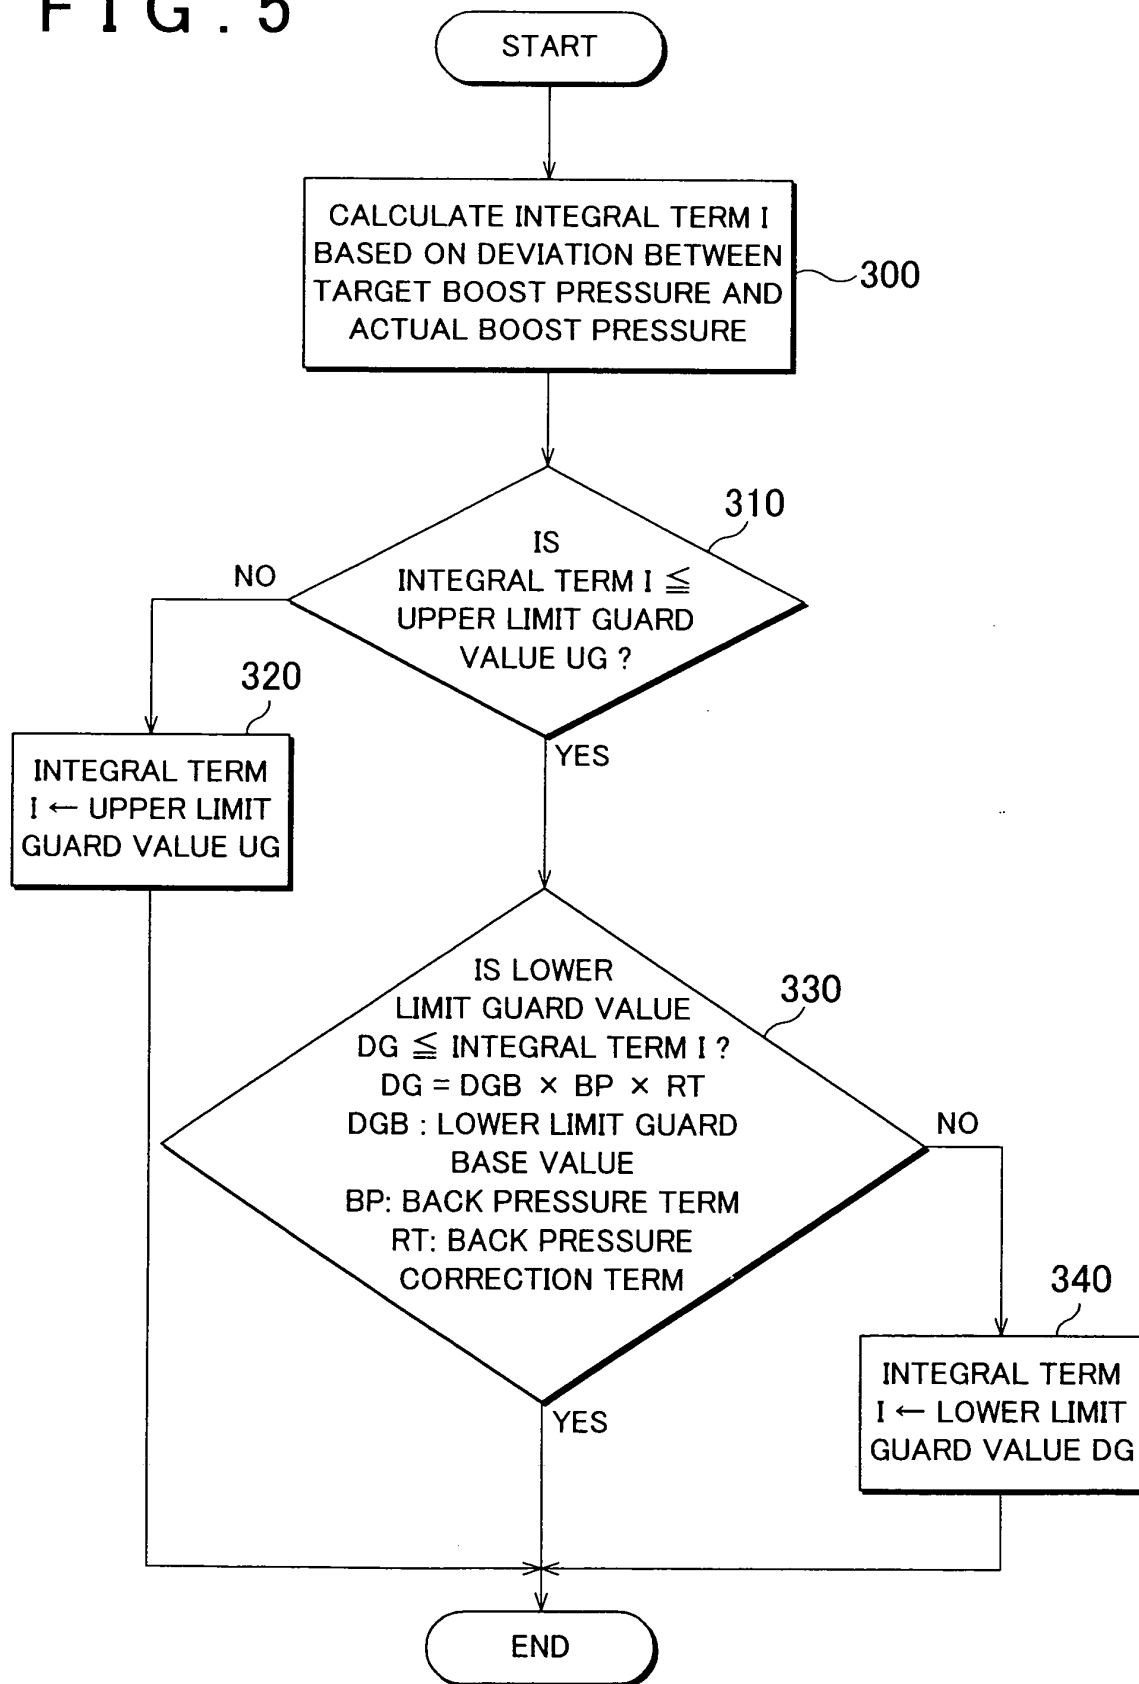 FIG.5
START
CALCULATE INTEGRAL TERM I
BASED ON DEVIATION BETWEEN
TARGET BOOST PRESSURE AND
ACTUAL BOOST PRESSURE
300
310
IS
INTEGRAL TERM I ≦
UPPER LIMIT GUARD
VALUE UG ?
NO
YES
320
INTEGRAL TERM
I ← UPPER LIMIT
GUARD VALUE UG
330
IS LOWER
LIMIT GUARD VALUE
DG ≦ INTEGRAL TERM I ?
DG = DGB × BP × RT
DGB : LOWER LIMIT GUARD
BASE VALUE
BP: BACK PRESSURE TERM
RT: BACK PRESSURE
CORRECTION TERM
NO
YES
340
INTEGRAL TERM
I ← LOWER LIMIT
GUARD VALUE DG
END